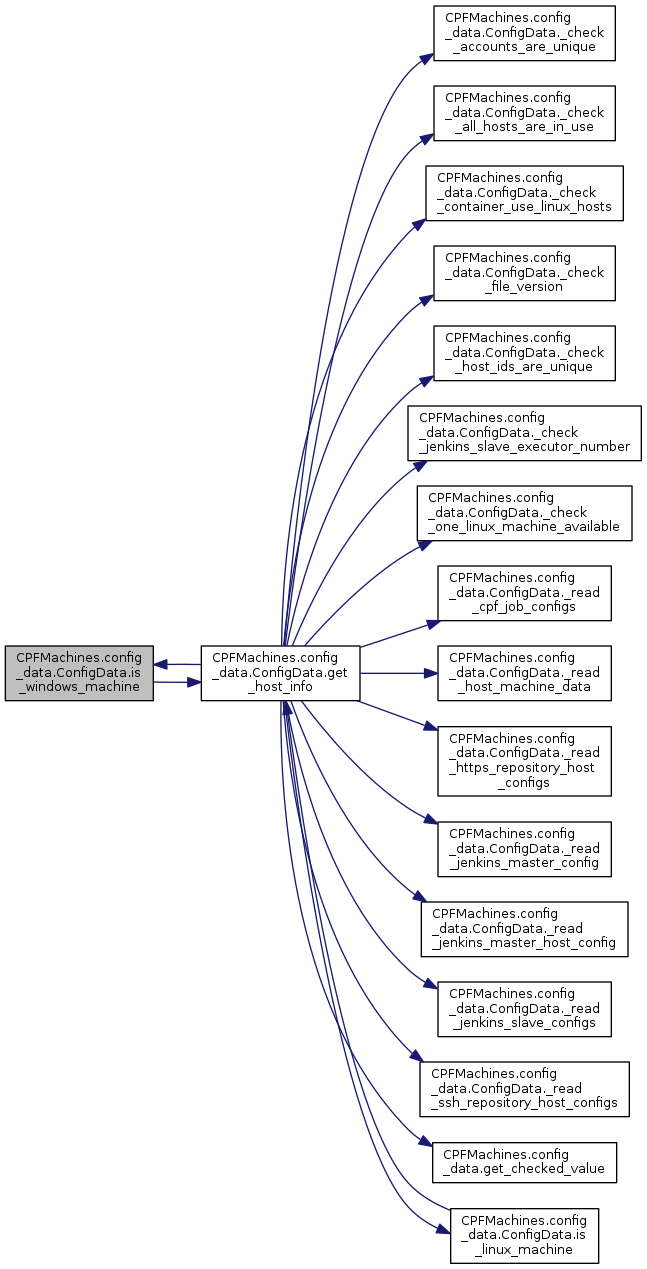 CPFMachines.config
_data.ConfigData._check
_accounts_are_unique
CPFMachines.config
_data.ConfigData._check
_all_hosts_are_in_use
CPFMachines.config
_data.ConfigData._check
_container_use_linux_hosts
CPFMachines.config
_data.ConfigData._check
_file_version
CPFMachines.config
_data.ConfigData._check
_host_ids_are_unique
CPFMachines.config
_data.ConfigData._check
_jenkins_slave_executor_number
CPFMachines.config
_data.ConfigData._check
_one_linux_machine_available
CPFMachines.config
_data.ConfigData._read
_cpf_job_configs
CPFMachines.config
_data.ConfigData.is
_windows_machine
CPFMachines.config
_data.ConfigData.get
_host_info
CPFMachines.config
_data.ConfigData._read
_host_machine_data
CPFMachines.config
_data.ConfigData._read
_https_repository_host
_configs
CPFMachines.config
_data.ConfigData._read
_jenkins_master_config
CPFMachines.config
_data.ConfigData._read
_jenkins_master_host_config
CPFMachines.config
_data.ConfigData._read
_jenkins_slave_configs
CPFMachines.config
_data.ConfigData._read
_ssh_repository_host_configs
CPFMachines.config
_data.get_checked_value
CPFMachines.config
_data.ConfigData.is
_linux_machine